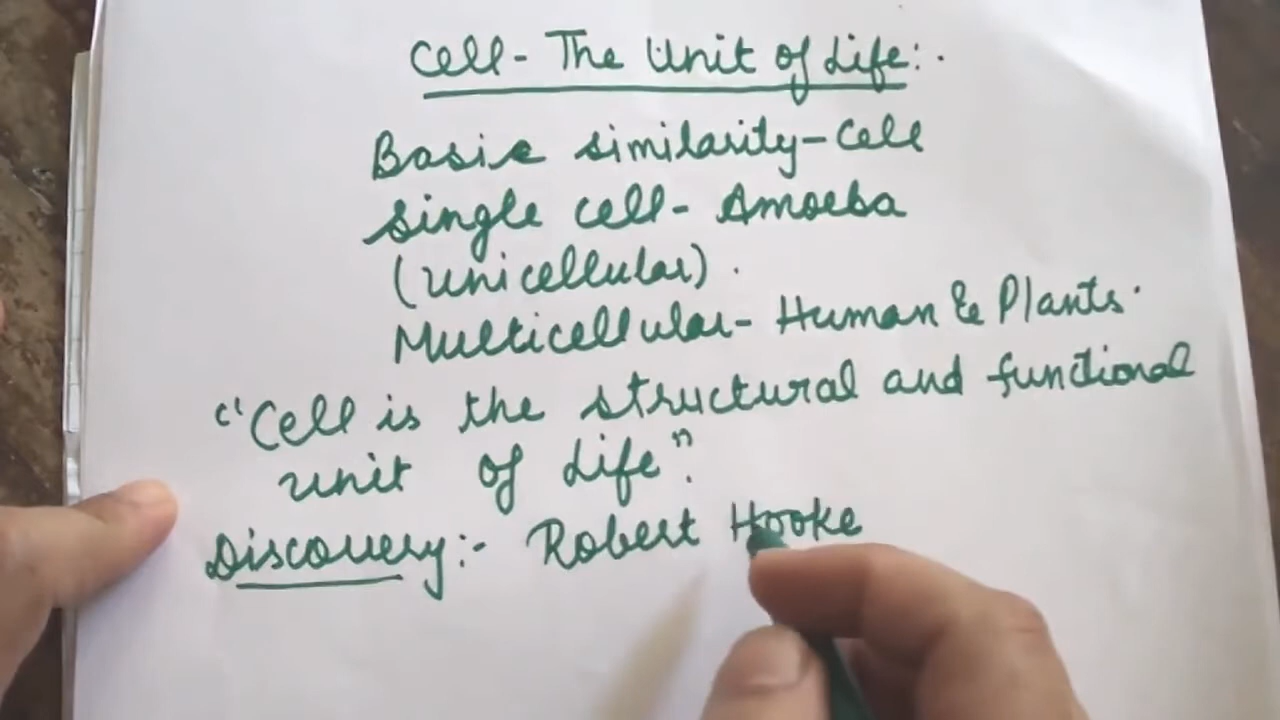 Cell - The Unit of Life:.
Basic similarity - Cell
Single cell - Amoeba
(Unicellular).
Multicellular - Human & Plants.
"Cell is the structural and functional
unit of Life".
Discovery:- Robert Hooke